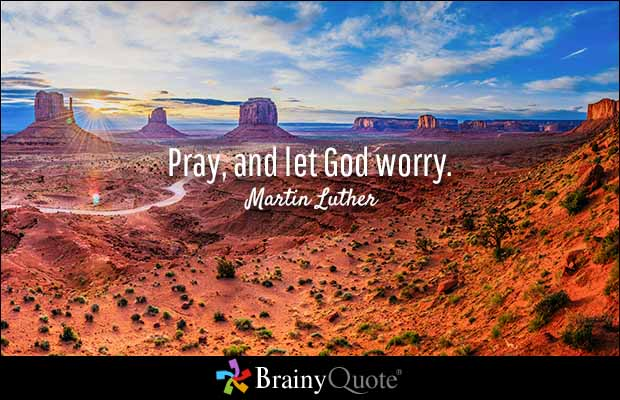 Pray, and let God worry.
Martin Luther
BrainyQuote®